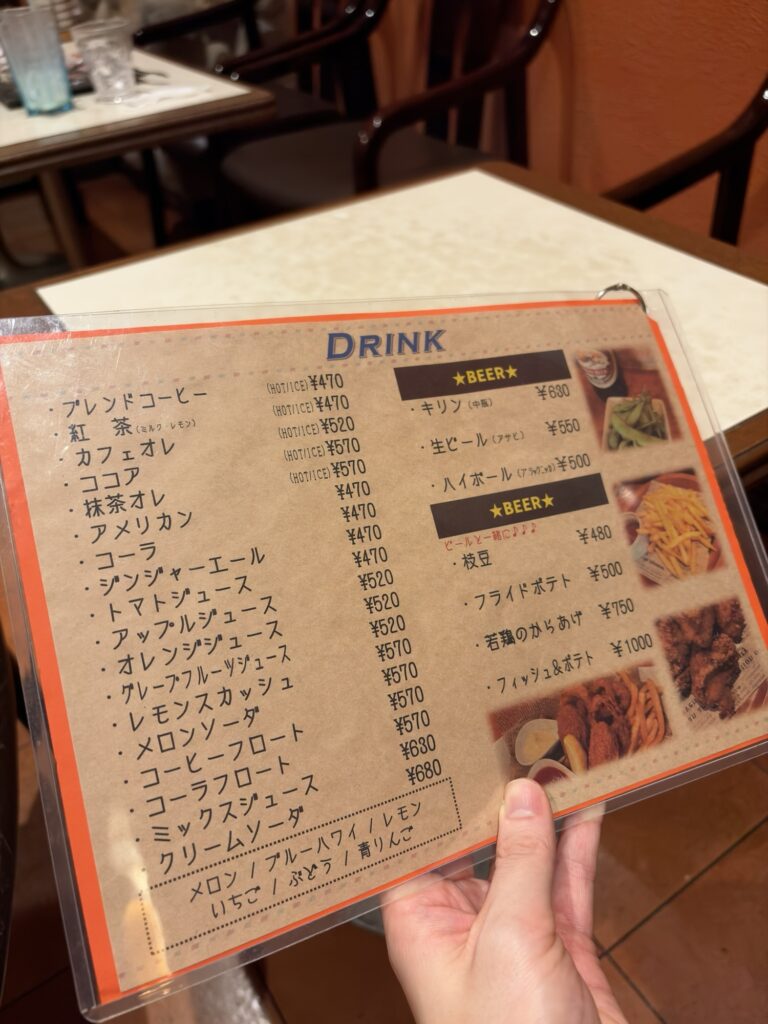 DRINK
・ブレンドコーヒー (HOT/ICE)¥470
・紅 茶(ミルク レモン) (HOT/ICE)¥470
・カフェオレ (HOT/ICE)¥520
・ココア (HOT/ICE)¥570
・抹茶オレ (HOT/ICE)¥570
・アメリカン ¥470
・コーラ ¥470
・ジンジャーエール ¥470
・トマトジュース ¥470
・アップルジュース ¥520
・オレンジジュース ¥520
・グレープフルーツジュース ¥520
・レモンスカッシュ ¥570
・メロンソーダ ¥570
・コーヒーフロート ¥570
・コーラフロート ¥570
・ミックスジュース ¥630
・クリームソーダ ¥680
メロン / ブルーハワイ / レモン
いちご / ぶどう / 青りんご
★BEER★
・キリン(中瓶) ¥630
・生ビール(アサヒ) ¥550
・ハイボール(ブラックニッカ) ¥500
★BEER★
ビールと一緒に♪♪♪
・枝豆 ¥480
・フライドポテト ¥500
・若鶏のからあげ ¥750
・フィッシュ&ポテト ¥1000